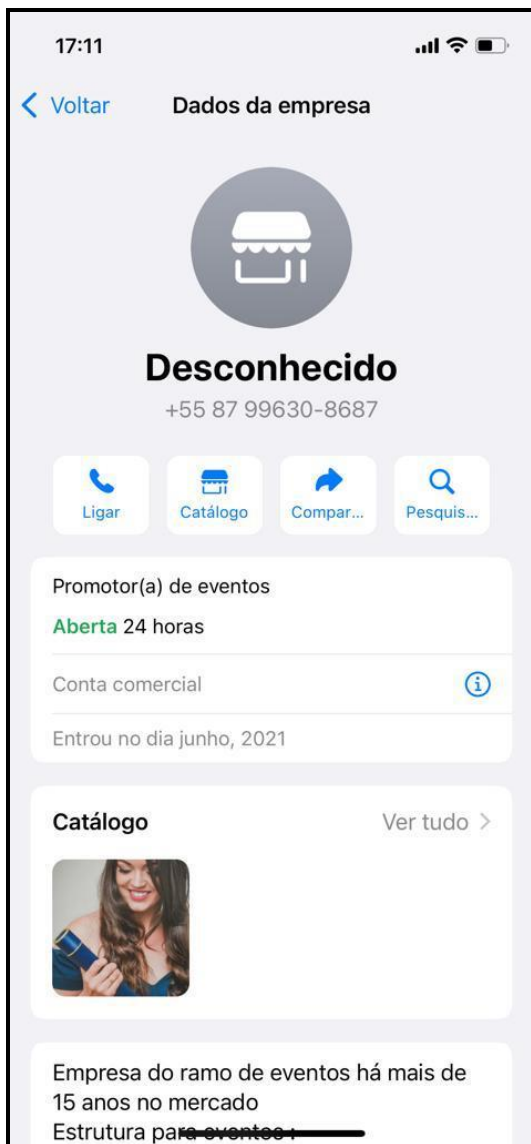 17:11
Voltar
Dados da empresa
Desconhecido
+55 87 99630-8687
Ligar
Catálogo
Compar...
Pesquis...
Promotor(a) de eventos
Aberta 24 horas
Conta comercial
Entrou no dia junho, 2021
Catálogo
Ver tudo
Empresa do ramo de eventos há mais de
15 anos no mercado
Estrutura para eventos :